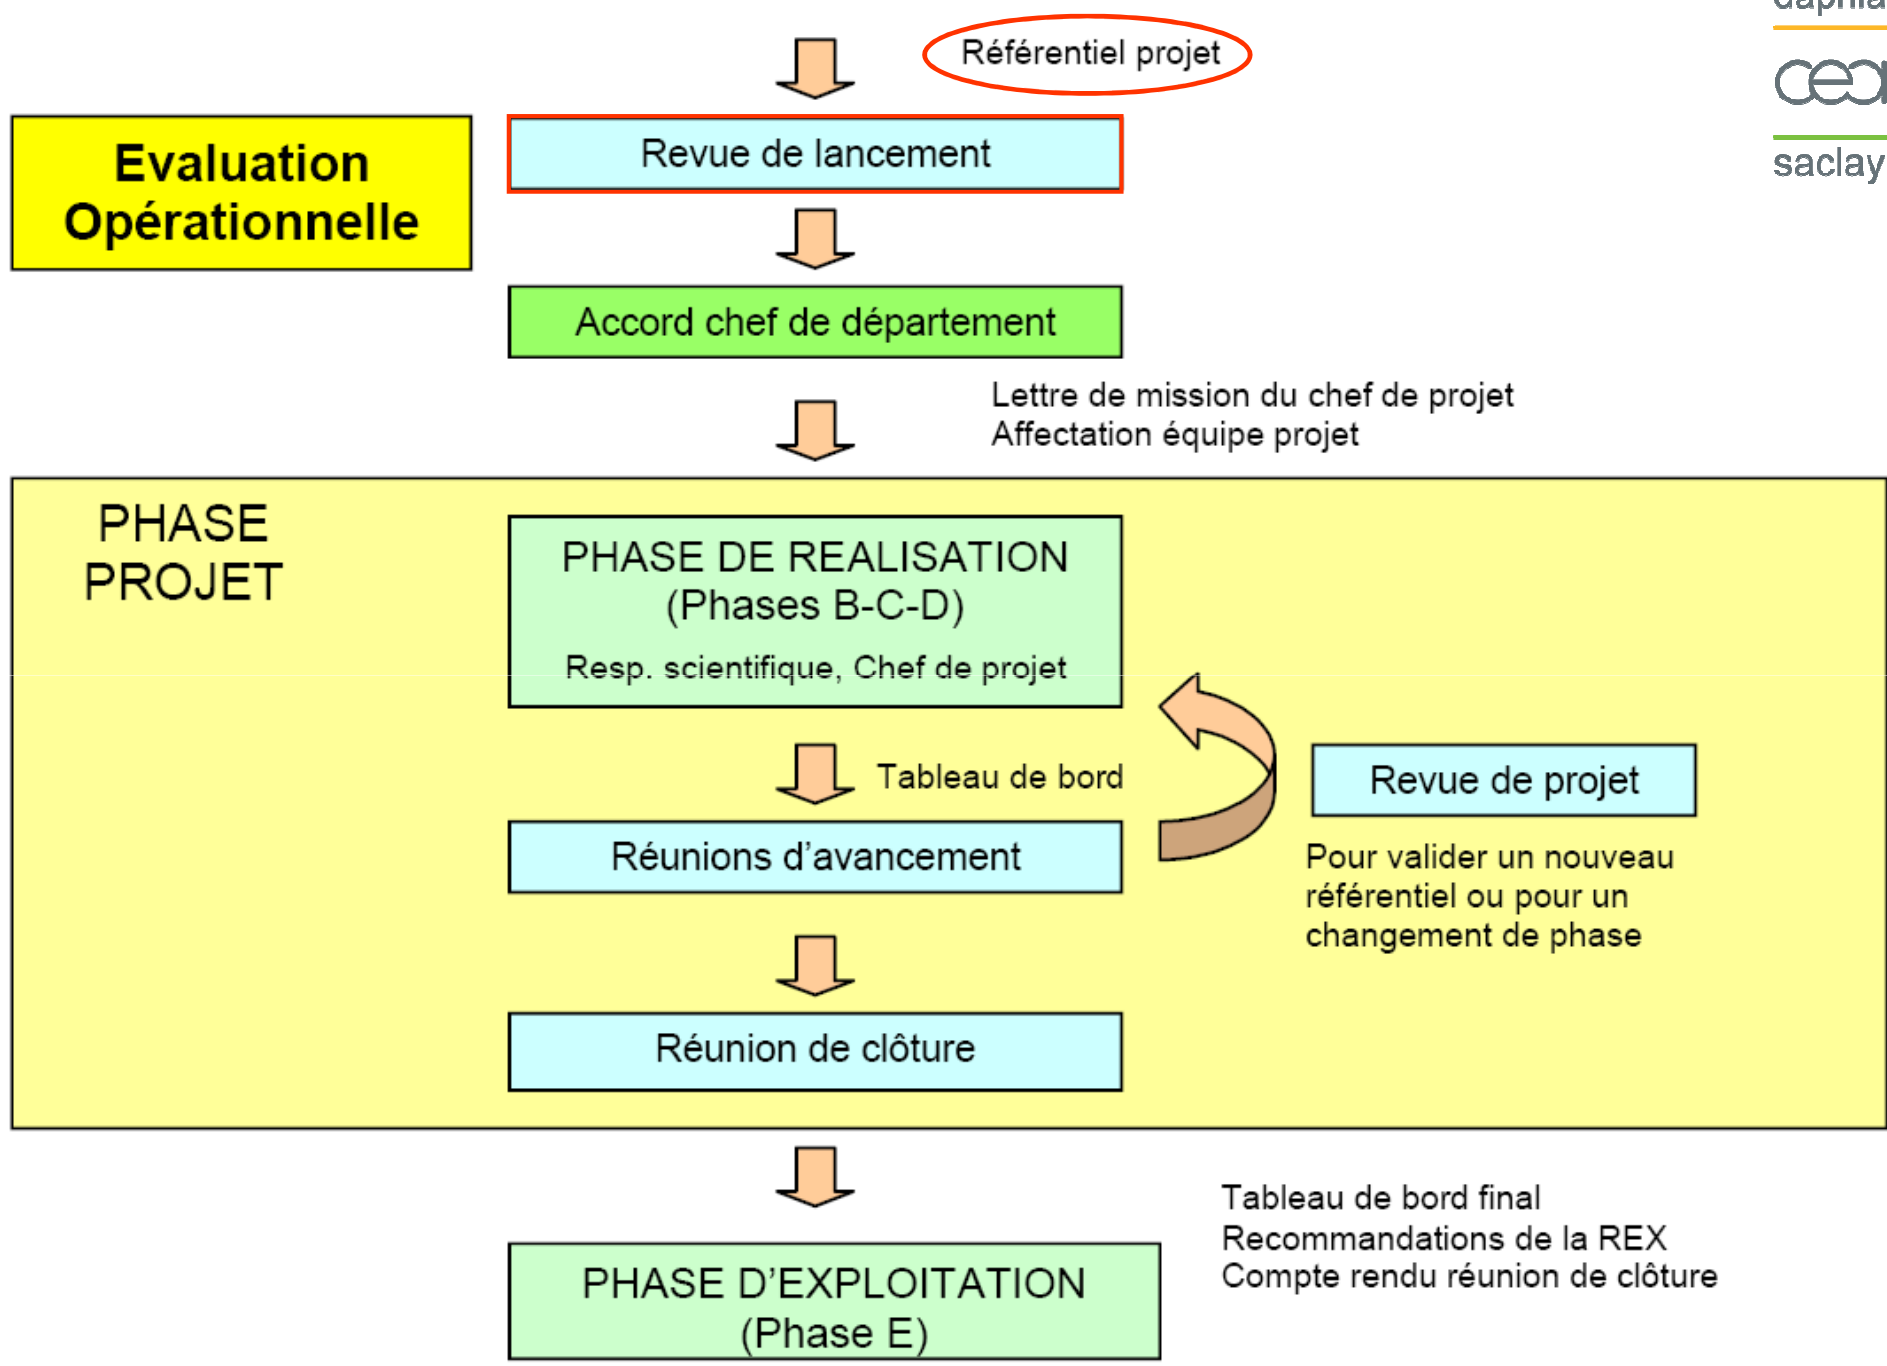 Référentiel projet
cea
saclay
Revue de lancement
Evaluation
Opérationnelle
Accord chef de département
Lettre de mission du chef de projet
Affectation équipe projet
PHASE
PROJET
PHASE DE REALISATION
(Phases B-C-D)
Resp. scientifique, Chef de projet
Tableau de bord
Revue de projet
Réunions d’avancement
Pour valider un nouveau
référentiel ou pour un
changement de phase
Réunion de clôture
Tableau de bord final
Recommandations de la REX
Compte rendu réunion de clôture
PHASE D’EXPLOITATION
(Phase E)